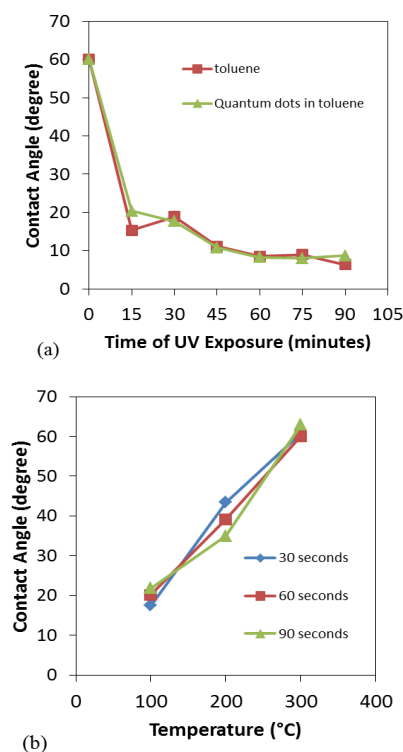 70
60
50
40
30
20
10
0
Contact Angle (degree)
toluene
Quantum dots in toluene
0 15 30 45 60 75 90 105
Time of UV Exposure (minutes)
(a)
70
60
50
40
30
20
10
0
Contact Angle (degree)
30 seconds
60 seconds
90 seconds
0 100 200 300 400
Temperature (°C)
(b)